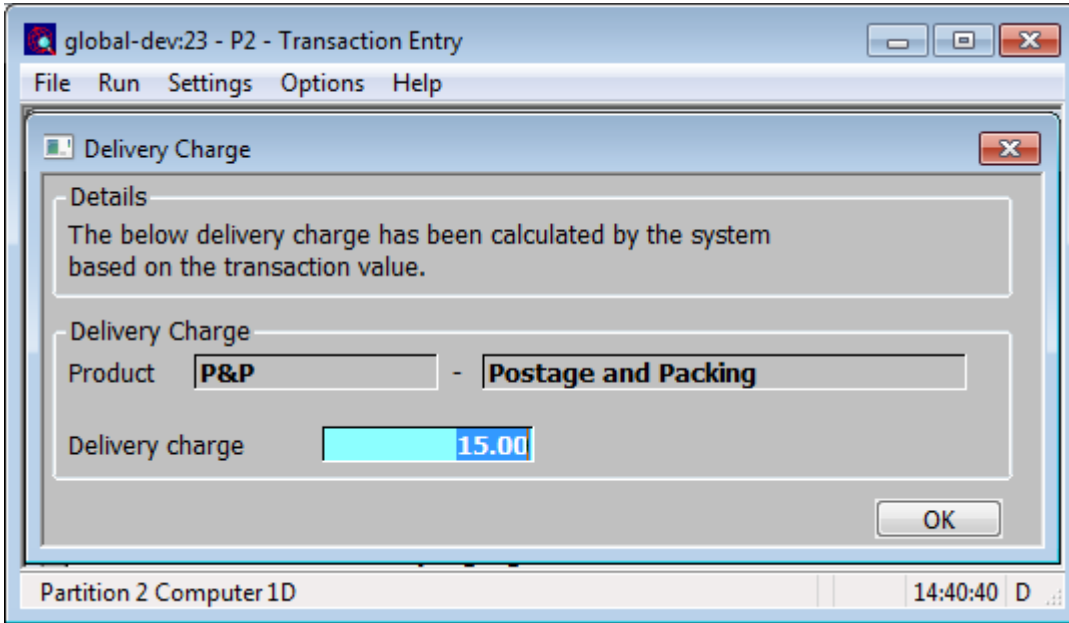 global-dev:23 - P2 - Transaction Entry
File Run Settings Options Help
Delivery Charge
Details
The below delivery charge has been calculated by the system
based on the transaction value.
Delivery Charge
Product P&P - Postage and Packing
Delivery charge 15.00
OK
Partition 2 Computer 1D 14:40:40 D